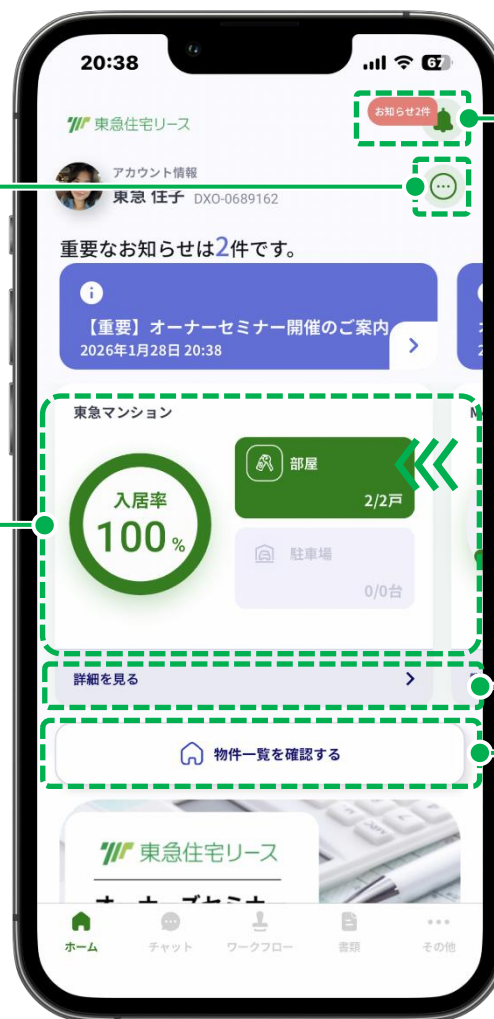 20:38
67
東急住宅リース
お知らせ2件
アカウント情報
東急 住子 DXO-0689162
重要なお知らせは2件です。
【重要】オーナーセミナー開催のご案内
2026年1月28日 20:38
東急マンション
入居率
100%
部屋
2/2戸
駐車場
0/0台
詳細を見る
物件一覧を確認する
東急住宅リース
ホーム
チャット
ワークフロー
書類
その他